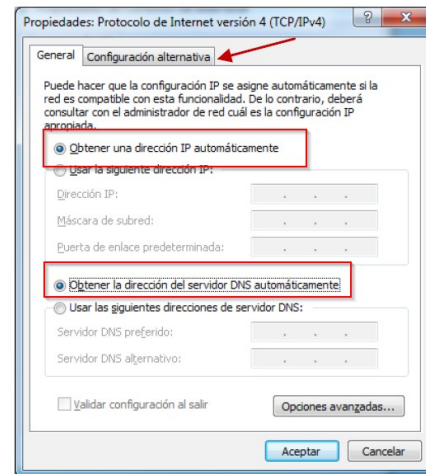 Propiedades: Protocolo de Internet versión 4 (TCP/IPv4)
General
Configuración alternativa
Puede hacer que la configuración IP se asigne automáticamente si la
red es compatible con esta funcionalidad. De lo contrario, deberá
consultar con el administrador de red cuál es la configuración IP
apropiada.
Obtener una dirección IP automáticamente
Usar la siguiente dirección IP:
Dirección IP:
Máscara de subred:
Puerta de enlace predeterminada:
Obtener la dirección del servidor DNS automáticamente
Usar las siguientes direcciones de servidor DNS:
Servidor DNS preferido:
Servidor DNS alternativo:
Validar configuración al salir
Opciones avanzadas...
Aceptar
Cancelar